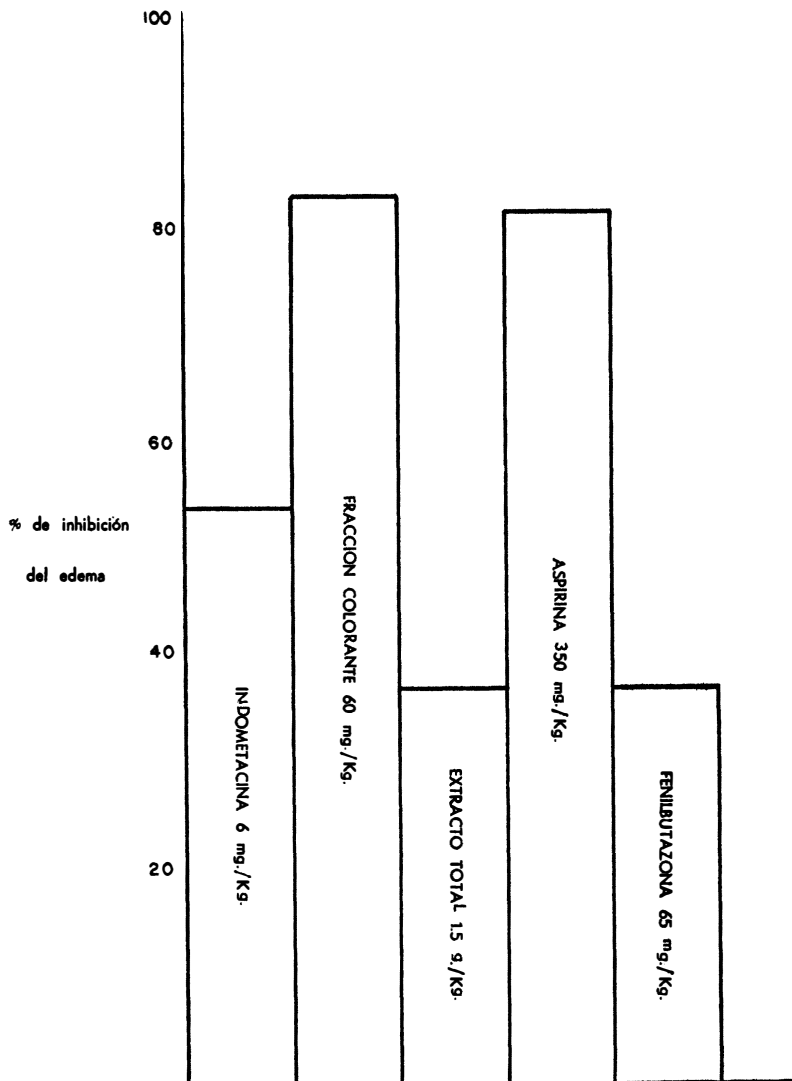 100
80
60
40
20
% de inhibición
del edema
INDOMETACINA 6 mg./Kg.
FRACCION COLORANTE 60 mg./Kg.
EXTRACTO TOTAL 1.5 g./Kg.
ASPIRINA 350 mg./Kg.
FENILBUTAZONA 65 mg./Kg.